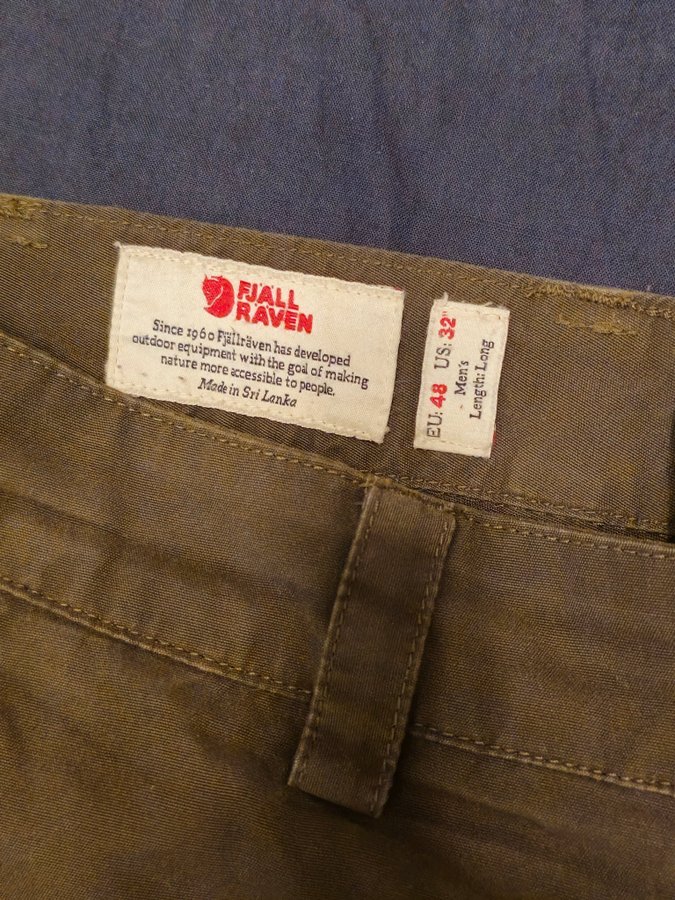 FJÄLL
RÄVEN
Since 1960 Fjällräven has developed
outdoor equipment with the goal of making
nature more accessible to people.
Made in Sri Lanka
EU: 48 US: 32"
Men's
Length: Long